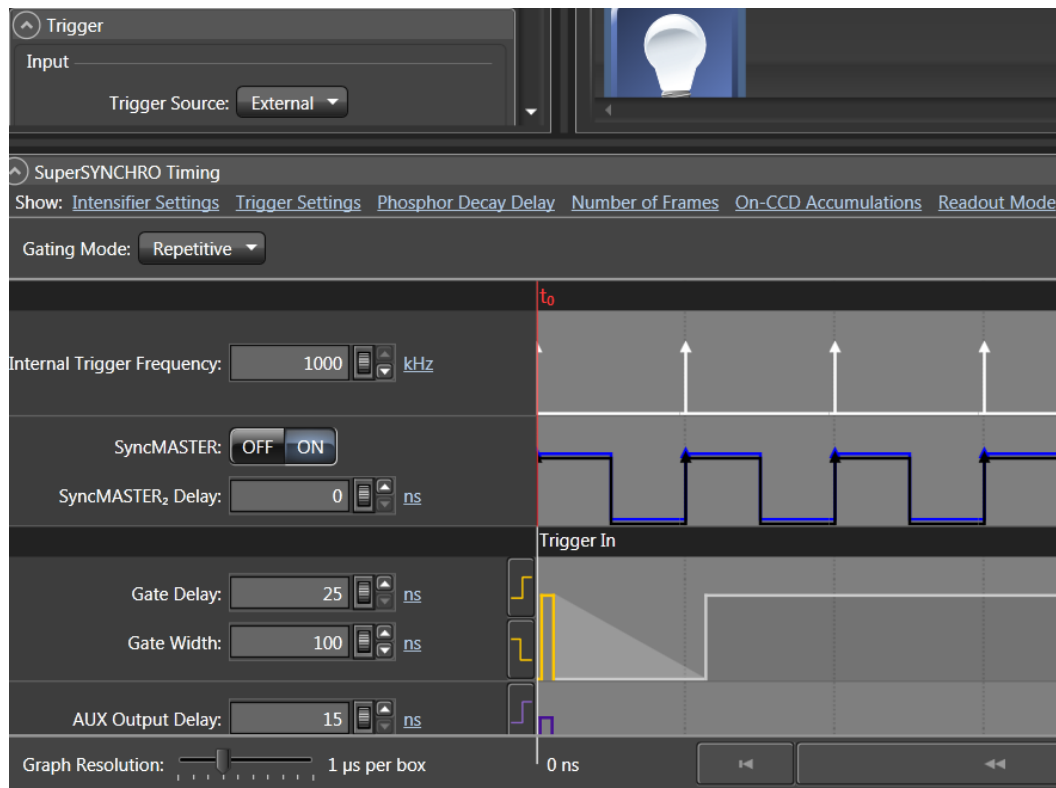 Trigger
Input
Trigger Source: External
SuperSYNCHRO Timing
Show: Intensifier Settings Trigger Settings Phosphor Decay Delay Number of Frames On-CCD Accumulations Readout Mode
Gating Mode: Repetitive
t₀
Internal Trigger Frequency: 1000 kHz
SyncMASTER: OFF ON
SyncMASTER₂ Delay: 0 ns
Trigger In
Gate Delay: 25 ns
Gate Width: 100 ns
AUX Output Delay: 15 ns
Graph Resolution: 1 µs per box 0 ns